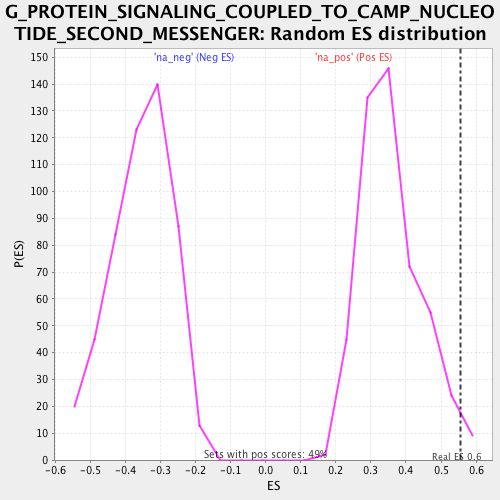 G_PROTEIN_SIGNALING_COUPLED_TO_CAMP_NUCLEO
TIDE_SECOND_MESSENGER: Random ES distribution
'na_neg' (Neg ES)
'na_pos' (Pos ES)
150
140
130
120
110
100
90
80
70
60
50
40
30
20
10
0
P(ES)
Sets with pos scores: 49%
Real ES 0.6
-0.6 -0.5 -0.4 -0.3 -0.2 -0.1 0.0 0.1 0.2 0.3 0.4 0.5 0.6
ES